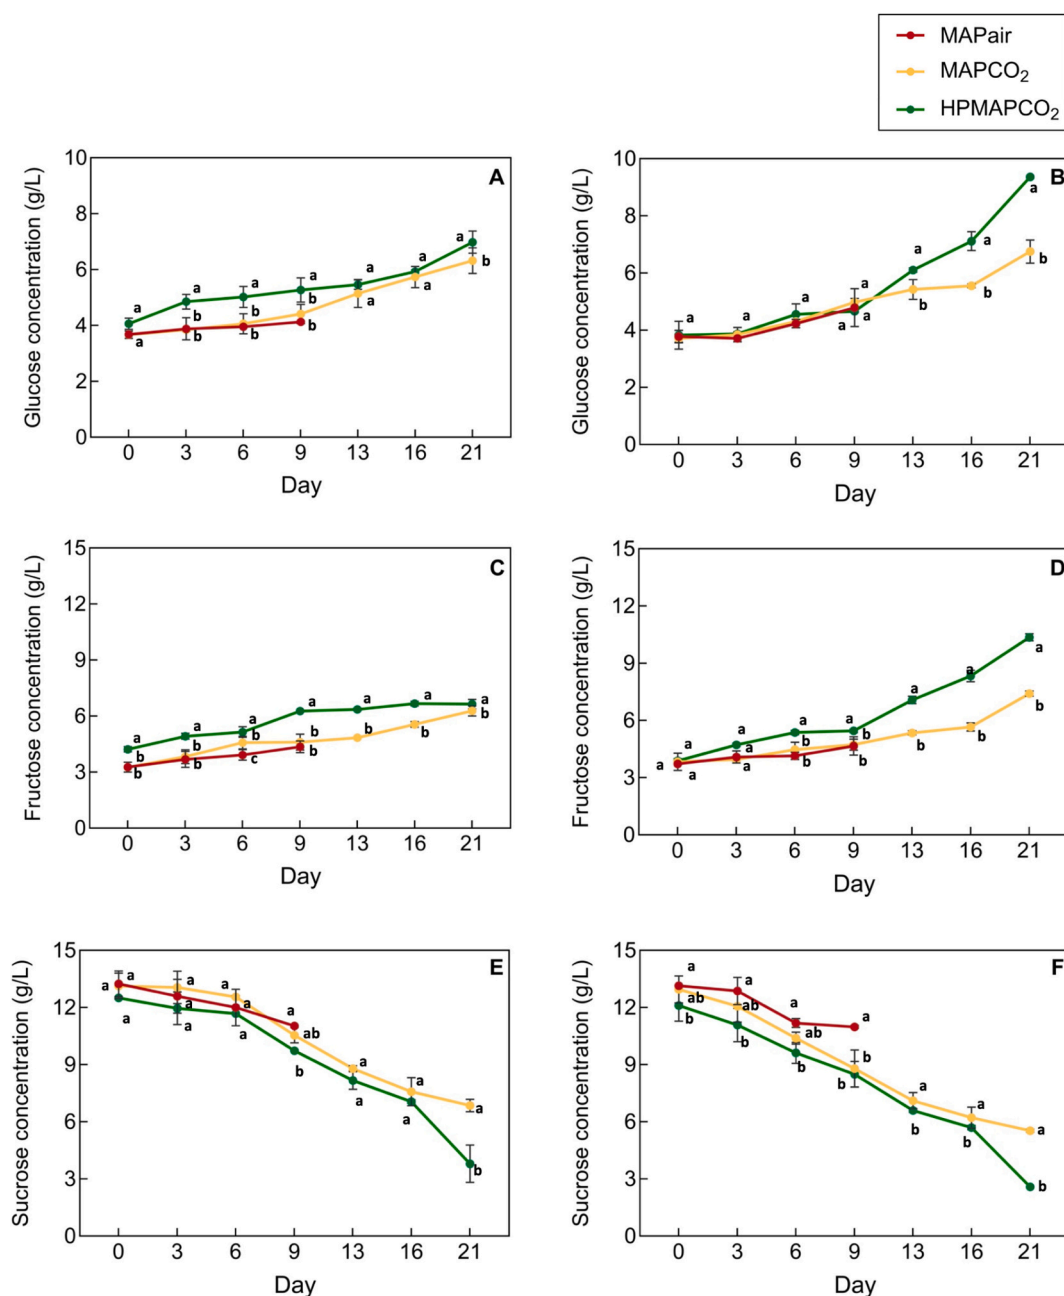 MAPair
MAPCO₂
HPMAPCO₂
A
Glucose concentration (g/L)
10
8
6
4
2
0
a a a a a a a
b b b b
a b b b a a
0 3 6 9 13 16 21
Day
B
Glucose concentration (g/L)
10
8
6
4
2
0
a a a a a a a
a a b b b
0 3 6 9 13 16 21
Day
C
Fructose concentration (g/L)
15
12
9
6
3
0
a a a a a a a
b b b b b b b
b b c b
0 3 6 9 13 16 21
Day
D
Fructose concentration (g/L)
15
12
9
6
3
0
a a a a a a a
a a b b b b b
a a b b
0 3 6 9 13 16 21
Day
E
Sucrose concentration (g/L)
15
12
9
6
3
0
a a a ab a a a
a a a
a a a b a a b
0 3 6 9 13 16 21
Day
F
Sucrose concentration (g/L)
15
12
9
6
3
0
a a a a a a a
ab ab ab a
b b b b b b b
0 3 6 9 13 16 21
Day